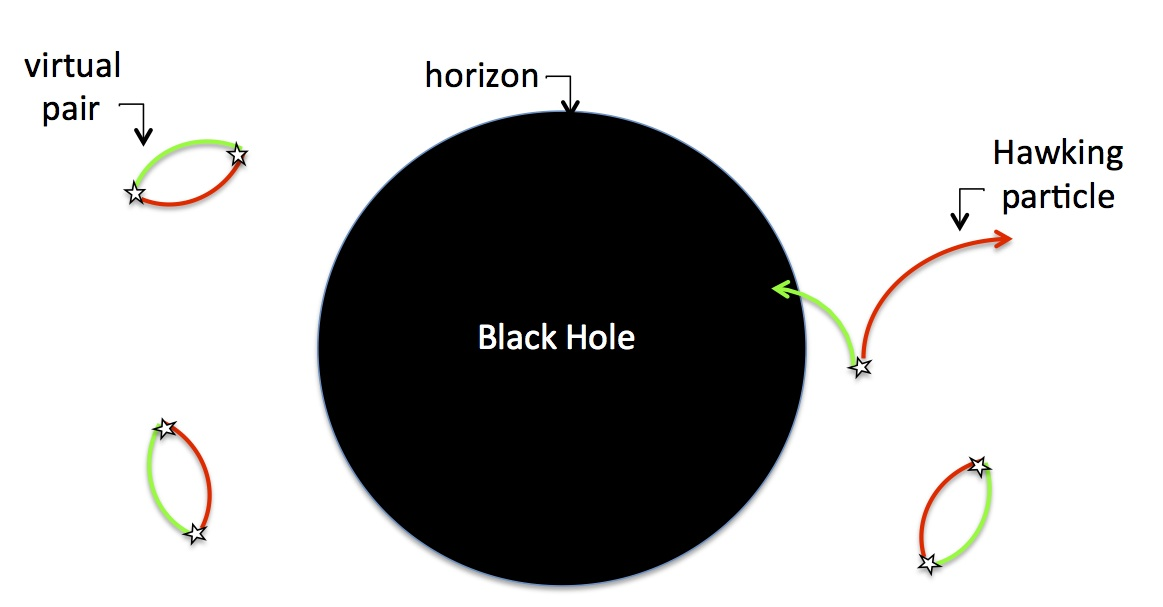 virtual
pair
horizon
Hawking
particle
Black Hole